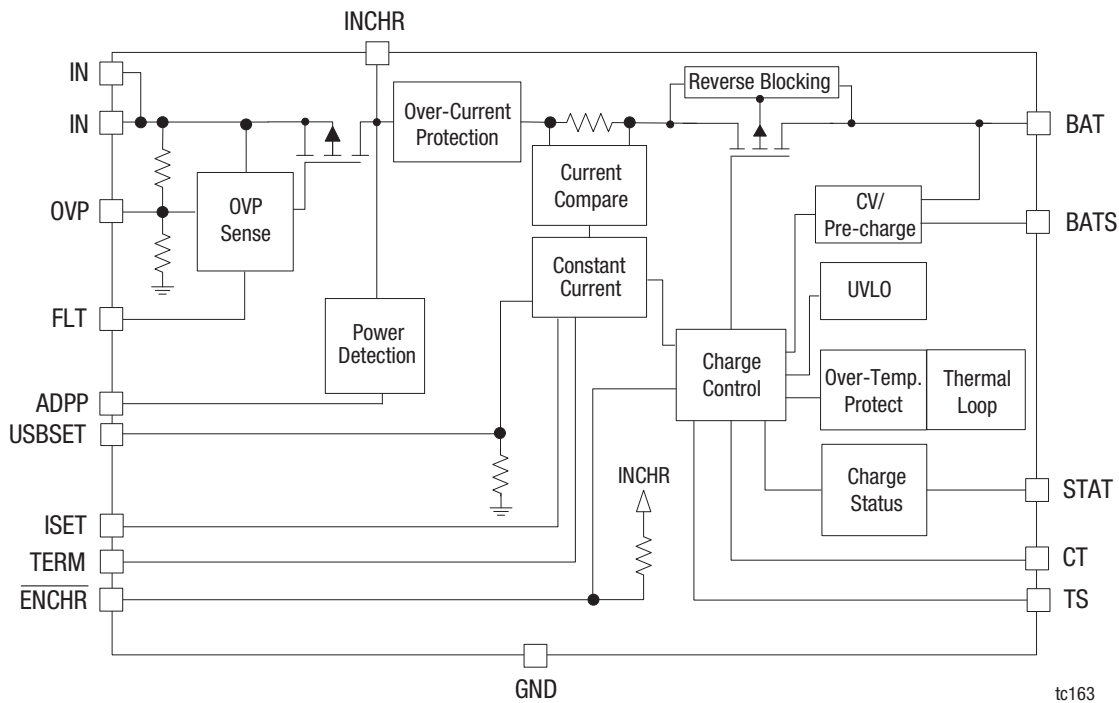 INCHR
IN
IN
OVP
FLT
ADPP
USBSET
ISET
TERM
ENCHR
GND
BAT
BATS
STAT
CT
TS
Over-Current
Protection
Reverse Blocking
OVP
Sense
Current
Compare
Constant
Current
CV/
Pre-charge
UVLO
Power
Detection
Charge
Control
Over-Temp.
Protect
Thermal
Loop
Charge
Status
INCHR
tc163